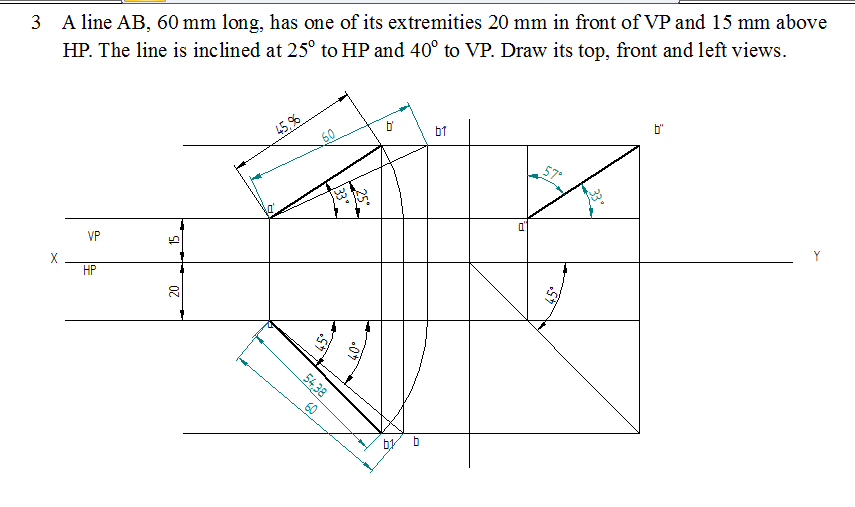 3 A line AB, 60 mm long, has one of its extremities 20 mm in front of VP and 15 mm above
HP. The line is inclined at 25° to HP and 40° to VP. Draw its top, front and left views.
45.96
60
b'
b1
b"
33°
25°
57°
33°
a'
a"
VP
15
X
Y
HP
20
45°
a
45°
40°
54.38
60
b1
b